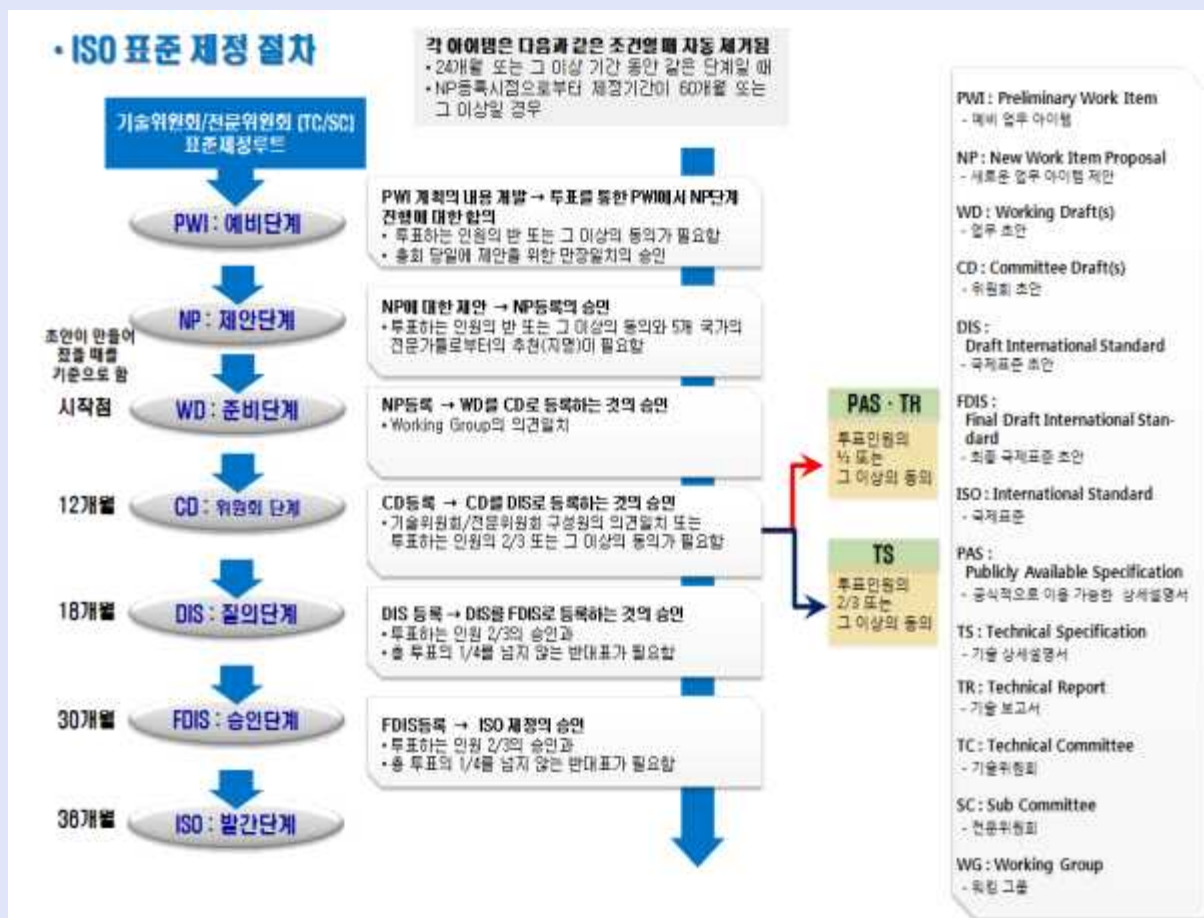 • ISO 표준 제정 절차
각 아이템은 다음과 같은 조건일 때 자동 제거됨
• 24개월 또는 그 이상 기간 동안 같은 단계일 때
• NP등록시점으로부터 제정기간이 60개월 또는
그 이상일 경우
기술위원회/전문위원회 (TC/SC)
표준제정루트
PWI : 예비단계
PWI 계획의 내용 개발 → 투표를 통한 PWI에서 NP단계
진행에 대한 합의
• 투표하는 인원의 반 또는 그 이상의 동의가 필요함
• 총회 당일에 제안을 위한 만장일치의 승인
NP : 제안단계
NP에 대한 제안 → NP등록의 승인
• 투표하는 인원의 반 또는 그 이상의 동의와 5개 국가의
전문가들로부터의 추천(지명)이 필요함
초안이 만들어
졌을 때를
기준으로 함
시작점
WD : 준비단계
NP등록 → WD를 CD로 등록하는 것의 승인
• Working Group의 의견일치
12개월
CD : 위원회 단계
CD등록 → CD를 DIS로 등록하는 것의 승인
• 기술위원회/전문위원회 구성원의 의견일치 또는
투표하는 인원의 2/3 또는 그 이상의 동의가 필요함
18개월
DIS : 질의단계
DIS 등록 → DIS를 FDIS로 등록하는 것의 승인
• 투표하는 인원 2/3의 승인과
• 총 투표의 1/4를 넘지 않는 반대표가 필요함
30개월
FDIS : 승인단계
FDIS등록 → ISO 제정의 승인
• 투표하는 인원 2/3의 승인과
• 총 투표의 1/4를 넘지 않는 반대표가 필요함
36개월
ISO : 발간단계
PAS · TR
투표인원의
½ 또는
그 이상의 동의
TS
투표인원의
2/3 또는
그 이상의 동의
PWI : Preliminary Work Item
- 예비 업무 아이템
NP : New Work Item Proposal
- 새로운 업무 아이템 제안
WD : Working Draft(s)
- 업무 초안
CD : Committee Draft(s)
- 위원회 초안
DIS :
Draft International Standard
- 국제표준 초안
FDIS :
Final Draft International Stan-
dard
- 최종 국제표준 초안
ISO : International Standard
- 국제표준
PAS :
Publicly Available Specification
- 공식적으로 이용 가능한 상세설명서
TS : Technical Specification
- 기술 상세설명서
TR : Technical Report
- 기술 보고서
TC : Technical Committee
- 기술위원회
SC : Sub Committee
- 전문위원회
WG : Working Group
- 워킹 그룹